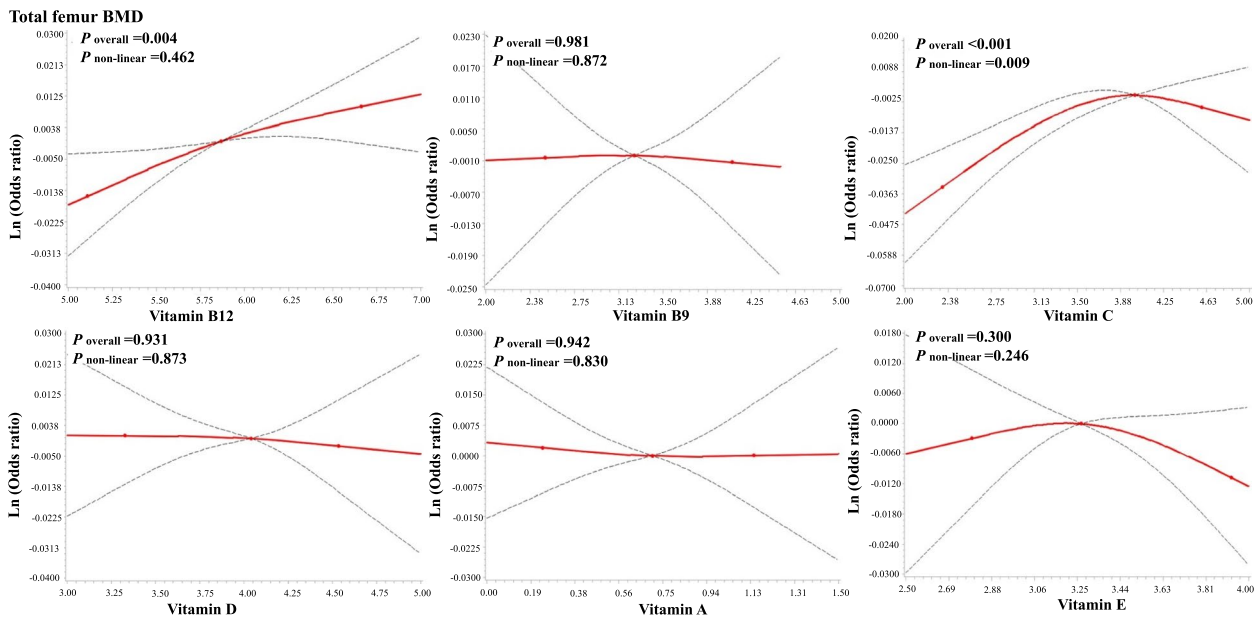 Total femur BMD
P overall =0.004
P non-linear =0.462
Ln (Odds ratio)
0.0300
0.0213
0.0125
0.0038
-0.0050
-0.0138
-0.0225
-0.0313
-0.0400
5.00 5.25 5.50 5.75 6.00 6.25 6.50 6.75 7.00
Vitamin B12
P overall =0.981
P non-linear =0.872
Ln (Odds ratio)
0.0230
0.0170
0.0110
0.0050
-0.0010
-0.0070
-0.0130
-0.0190
-0.0250
2.00 2.38 2.75 3.13 3.50 3.88 4.25 4.63 5.00
Vitamin B9
P overall <0.001
P non-linear =0.009
Ln (Odds ratio)
0.0200
0.0088
-0.0025
-0.0137
-0.0250
-0.0363
-0.0475
-0.0588
-0.0700
2.00 2.38 2.75 3.13 3.50 3.88 4.25 4.63 5.00
Vitamin C
P overall =0.931
P non-linear =0.873
Ln (Odds ratio)
0.0300
0.0213
0.0125
0.0038
-0.0050
-0.0138
-0.0225
-0.0313
-0.0400
3.00 3.25 3.50 3.75 4.00 4.25 4.50 4.75 5.00
Vitamin D
P overall =0.942
P non-linear =0.830
Ln (Odds ratio)
0.0300
0.0225
0.0150
0.0075
0.0000
-0.0075
-0.0150
-0.0225
-0.0300
0.00 0.19 0.38 0.56 0.75 0.94 1.13 1.31 1.50
Vitamin A
P overall =0.300
P non-linear =0.246
Ln (Odds ratio)
0.0180
0.0120
0.0060
0.0000
-0.0060
-0.0120
-0.0180
-0.0240
-0.0300
2.50 2.69 2.88 3.06 3.25 3.44 3.63 3.81 4.00
Vitamin E